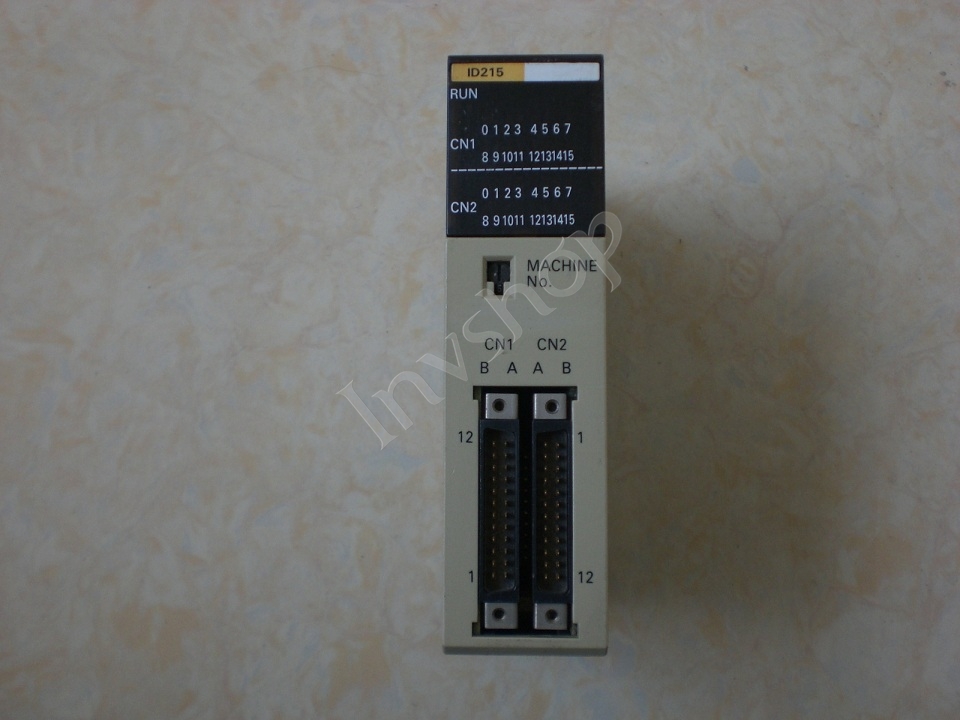 ID215
RUN
0 1 2 3 4 5 6 7
CN1
8 9 10 11 12 13 14 15
0 1 2 3 4 5 6 7
CN2
8 9 10 11 12 13 14 15
MACHINE
No.
CN1 CN2
B A A B
12 1
1 12
Invshop